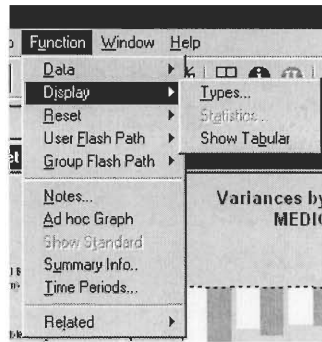 Function Window Help
Data
Display
Reset
User Flash Path
Group Flash Path
Notes...
Ad hoc Graph
Show Standard
Summary Info..
Time Periods...
Related
Types...
Statistics...
Show Tabular
Variances by
MEDI